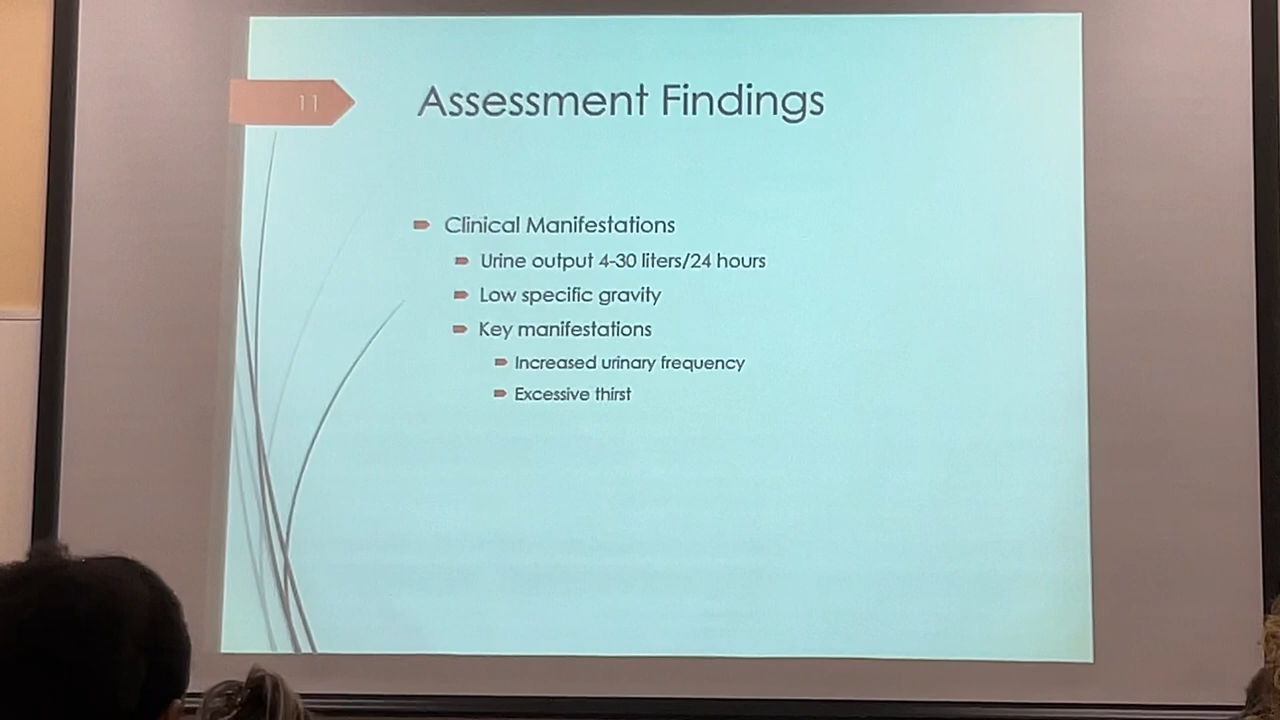 11
Assessment Findings
Clinical Manifestations
Urine output 4-30 liters/24 hours
Low specific gravity
Key manifestations
Increased urinary frequency
Excessive thirst